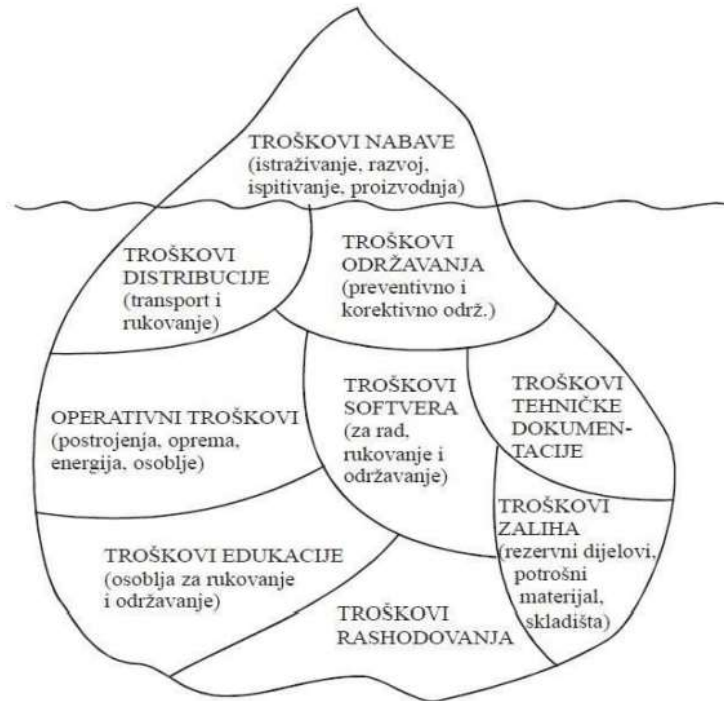 TROŠKOVI NABAVE
(istraživanje, razvoj,
ispitivanje, proizvodnja)
TROŠKOVI
DISTRIBUCIJE
(transport i
rukovanje)
TROŠKOVI
ODRŽAVANJA
(preventivno i
korektivno održ.)
OPERATIVNI TROŠKOVI
(postrojenja, oprema,
energija, osoblje)
TROŠKOVI
SOFTVERA
(za rad,
rukovanje i
održavanje)
TROŠKOVI
TEHNIČKE
DOKUMEN-
TACIJE
TROŠKOVI EDUKACIJE
(osoblja za rukovanje
i održavanje)
TROŠKOVI
RASHODOVANJA
TROŠKOVI
ZALIHA
(rezervni dijelovi,
potrošni
materijal,
skladišta)